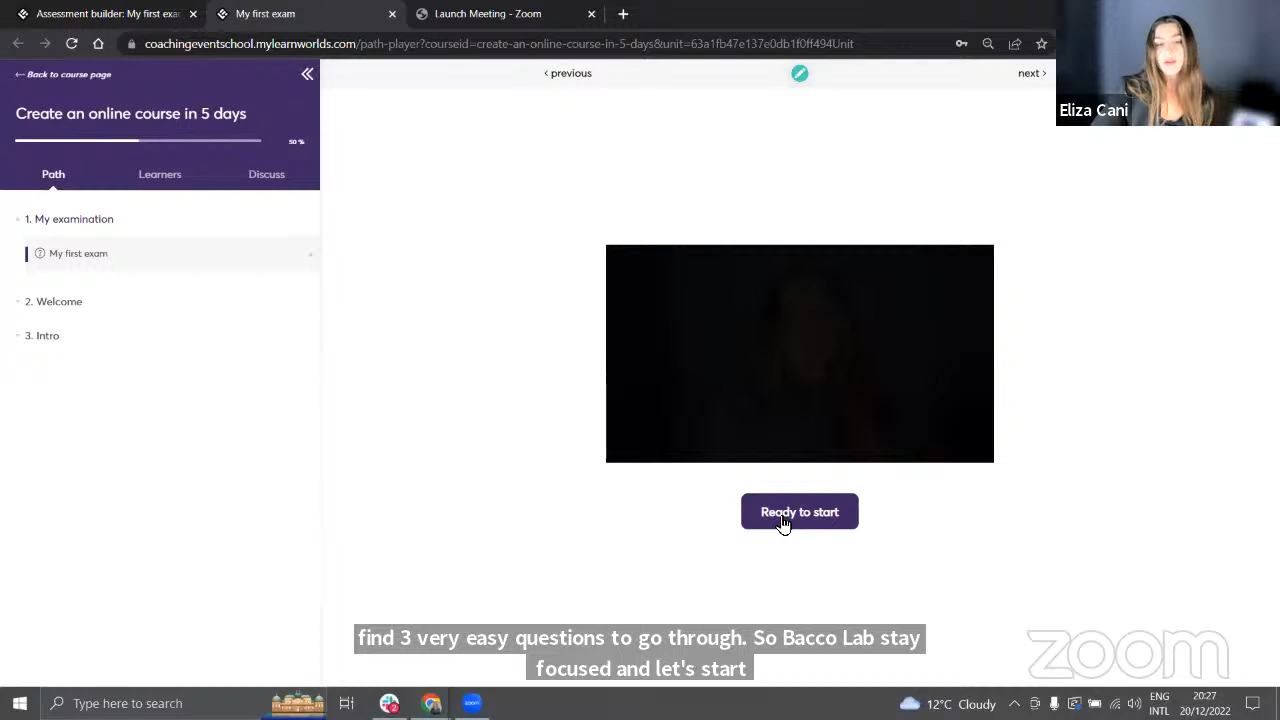 Assessment Builder: My first exa
My first exam
Launch Meeting - Zoom
coachingeventschool.mylearnworlds.com/path-player?courseid=create-an-online-course-in-5-days&unit=63a1fb47e137e0db1f0ff494Unit
Back to course page
previous
next
Eliza Cani
Create an online course in 5 days
50 %
Path
Learners
Discuss
1. My examination
My first exam
2. Welcome
3. Intro
Ready to start
find 3 very easy questions to go through. So Bacco Lab stay
focused and let's start
zoom
Type here to search
2
zoom
12°C Cloudy
ENG
INTL
20:27
20/12/2022